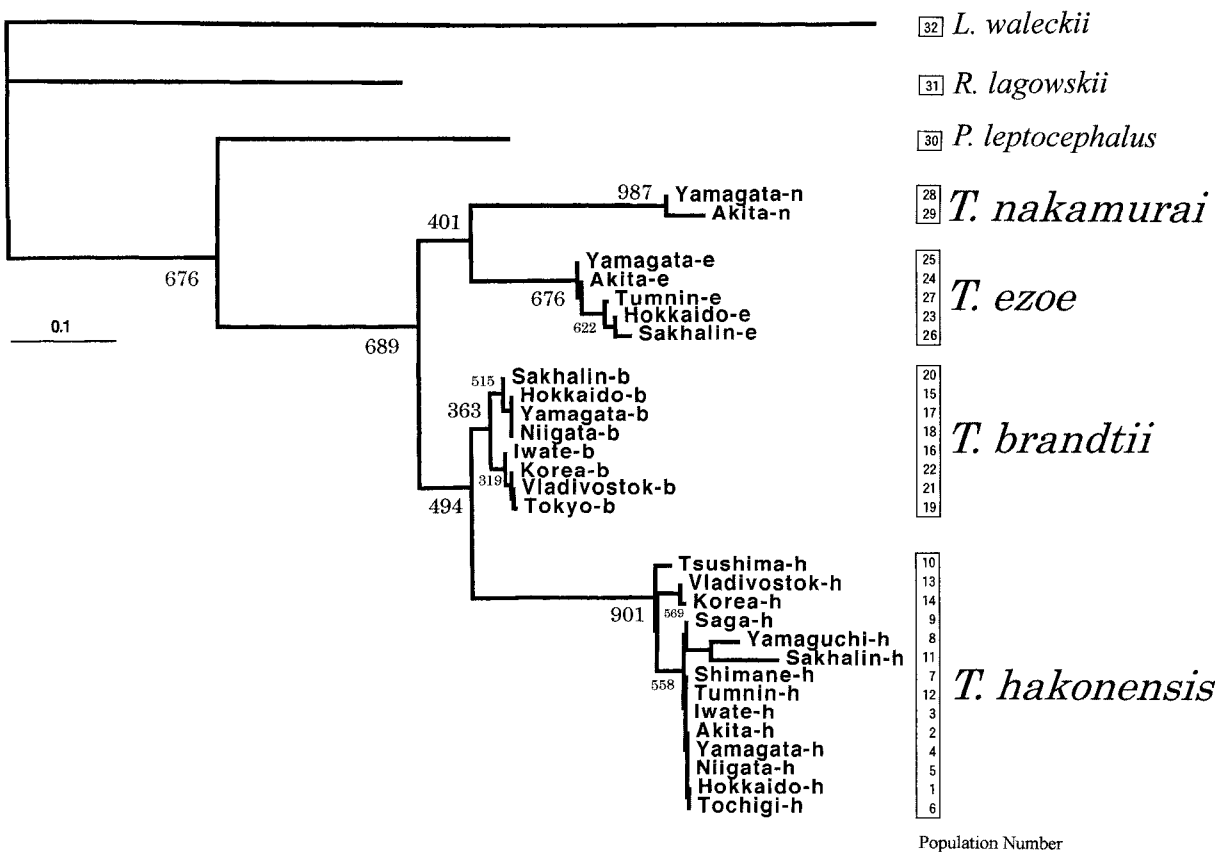 32 L. waleckii
31 R. lagowskii
30 P. leptocephalus
987 Yamagata-n 28
Akita-n 29
T. nakamurai
401
Yamagata-e 25
Akita-e 24
676 Tumnin-e 27
622 Hokkaido-e 23
Sakhalin-e 26
T. ezoe
676
0.1
689
515 Sakhalin-b 20
Hokkaido-b 15
363 Yamagata-b 17
Niigata-b 18
Iwate-b 16
319 Korea-b 22
Vladivostok-b 21
Tokyo-b 19
T. brandtii
494
Tsushima-h 10
Vladivostok-h 13
901 569 Korea-h 14
Saga-h 9
Yamaguchi-h 8
Sakhalin-h 11
558 Shimane-h 7
Tumnin-h 12
Iwate-h 3
Akita-h 2
Yamagata-h 4
Niigata-h 5
Hokkaido-h 1
Tochigi-h 6
T. hakonensis
Population Number